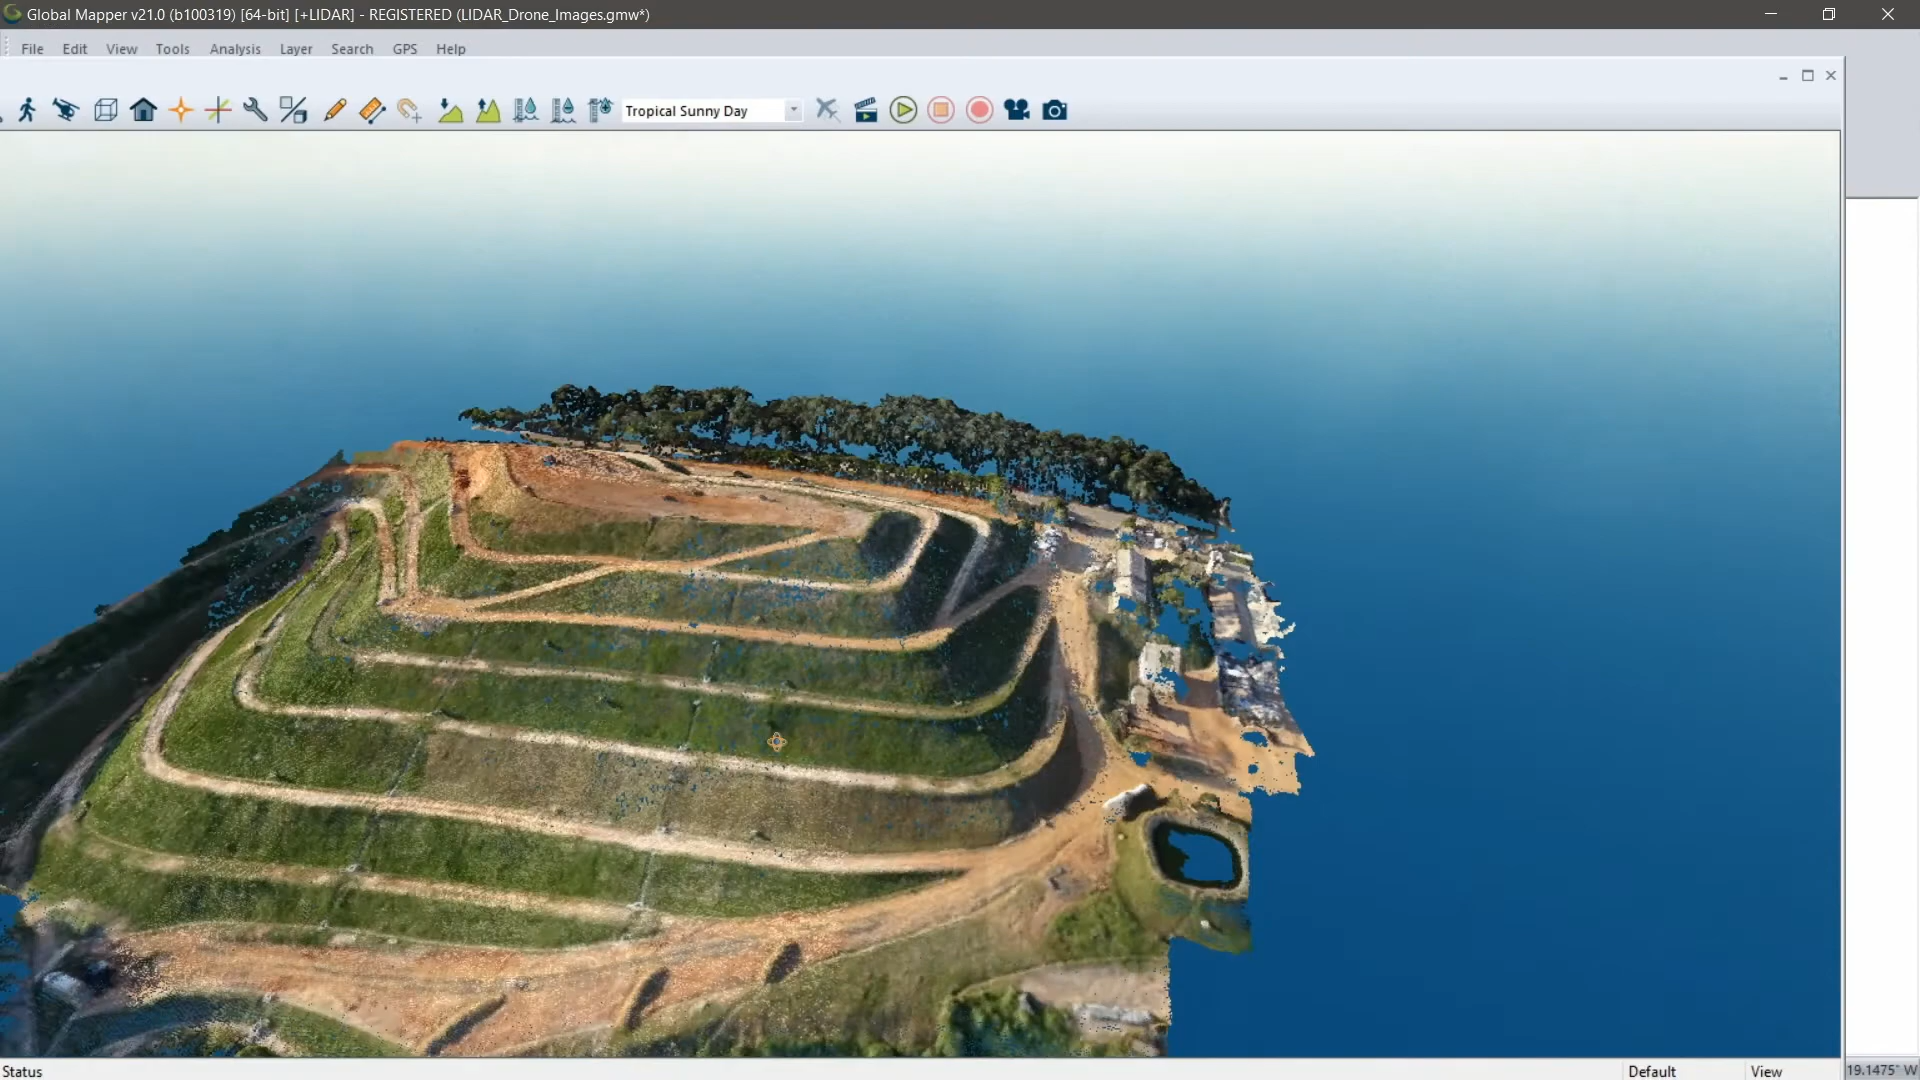 Global Mapper v21.0 (b100319) [64-bit] [+LIDAR] - REGISTERED (LIDAR_Drone_Images.gmw*)
File Edit View Tools Analysis Layer Search GPS Help
Tropical Sunny Day
Status Default View 19.1475° W